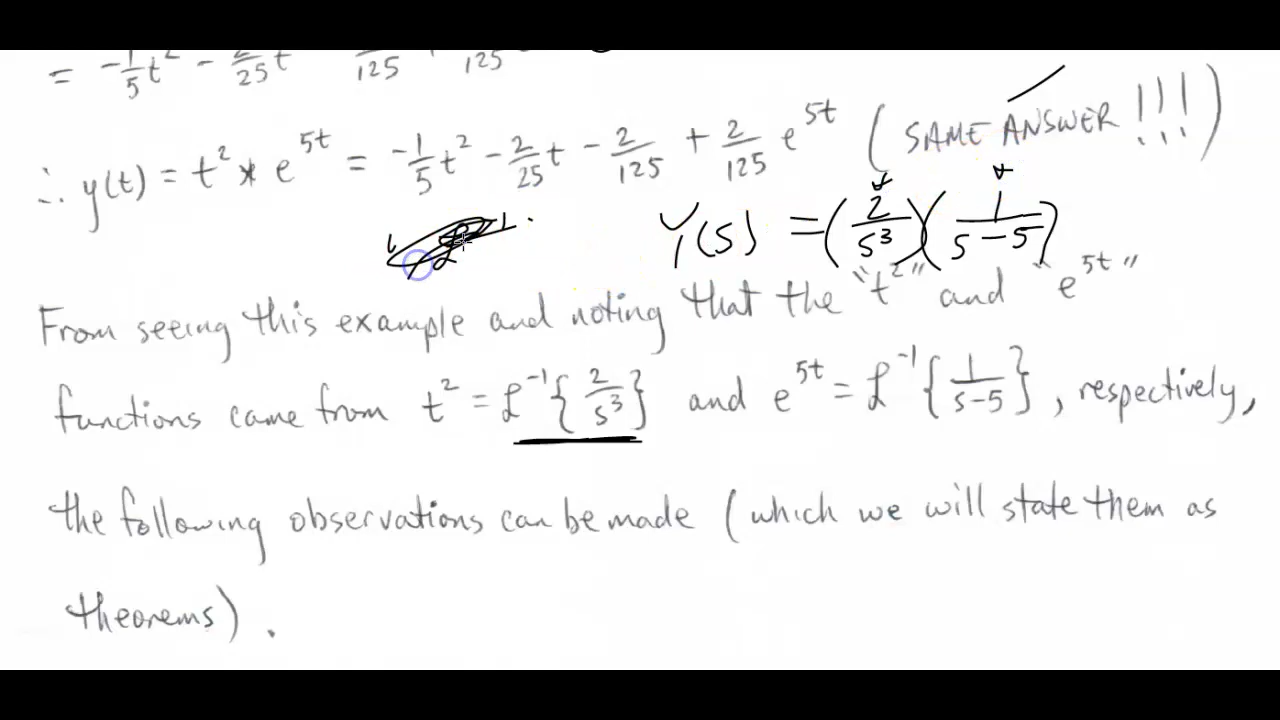 = -1/5 t² - 2/25 t 125 125
∴ y(t) = t² * e^5t = -1/5 t² - 2/25 t - 2/125 + 2/125 e^5t (SAME ANSWER !!!)
Y(s) = (2/s³)(1/s-5)
From seeing this example and noting that the "t²" and "e^5t"
functions came from t² = ℒ⁻¹{2/s³} and e^5t = ℒ⁻¹{1/s-5}, respectively,
the following observations can be made (which we will state them as
theorems).